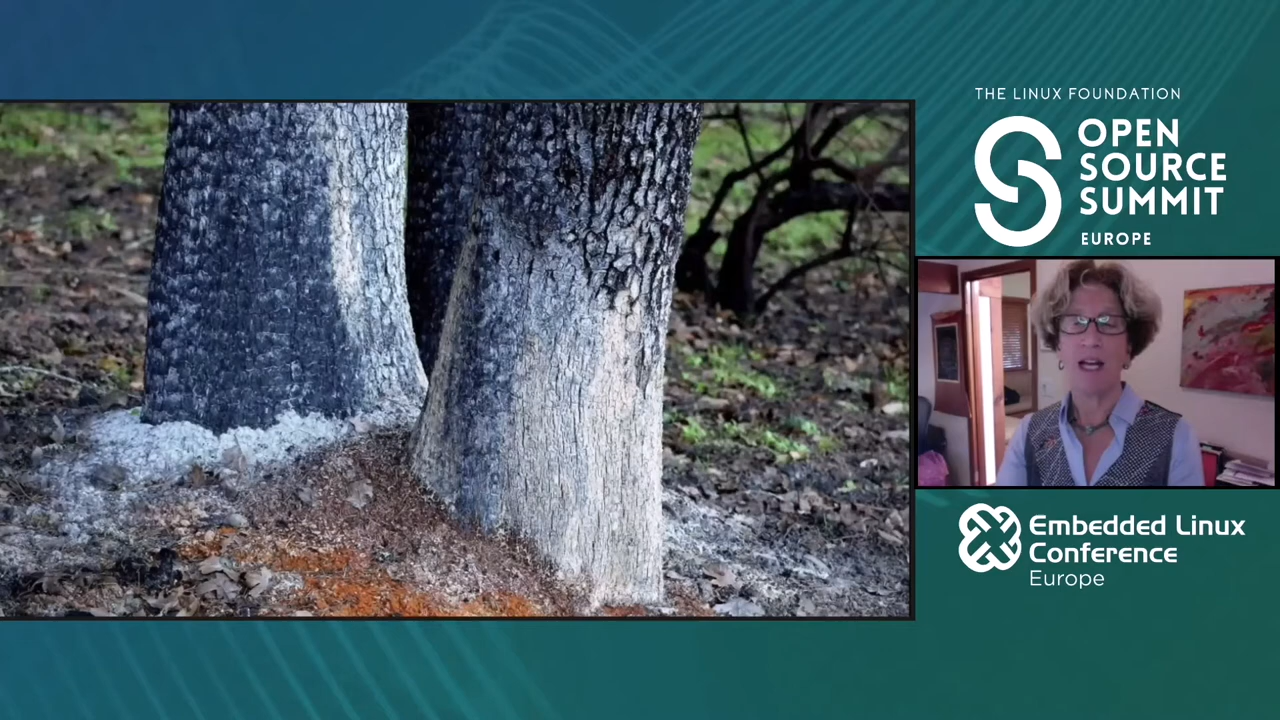 THE LINUX FOUNDATION
OPEN
SOURCE
SUMMIT
EUROPE
Embedded Linux
Conference
Europe